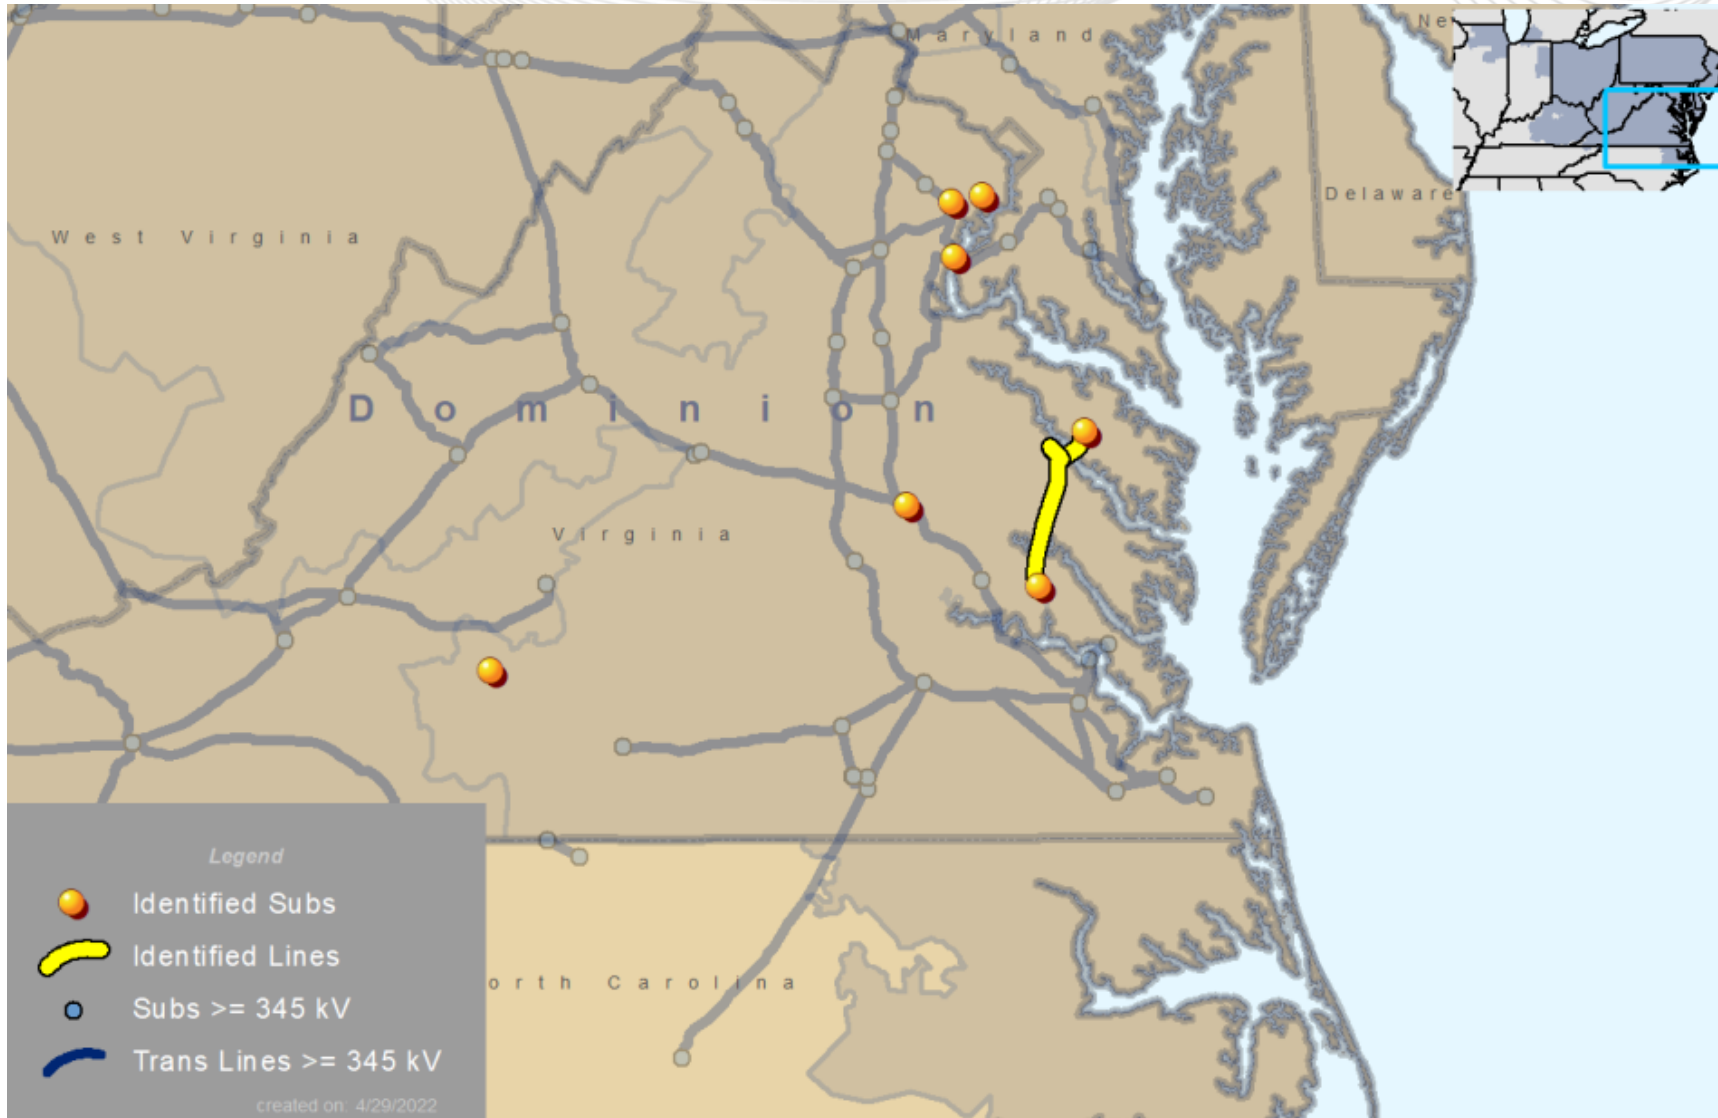 Maryland
Ne
West Virginia
Delaware
Dominion
Virginia
Legend
Identified Subs
Identified Lines
orth Carolina
Subs >= 345 kV
Trans Lines >= 345 kV
created on: 4/29/2022